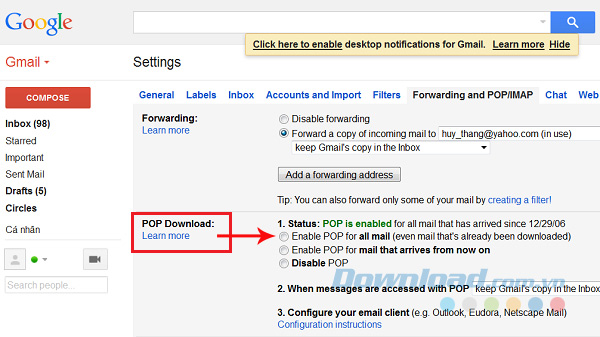 Google
Click here to enable desktop notifications for Gmail. Learn more Hide
Gmail
Settings
COMPOSE
General Labels Inbox Accounts and Import Filters Forwarding and POP/IMAP Chat Web
Inbox (98)
Starred
Important
Sent Mail
Drafts (5)
Circles
Cá nhân
Search people...
Forwarding:
Learn more
Disable forwarding
Forward a copy of incoming mail to huy_thang@yahoo.com (in use)
keep Gmail's copy in the Inbox
Add a forwarding address
Tip: You can also forward only some of your mail by creating a filter!
POP Download:
Learn more
1. Status: POP is enabled for all mail that has arrived since 12/29/06
Enable POP for all mail (even mail that's already been downloaded)
Enable POP for mail that arrives from now on
Disable POP
Download.com.vn
2. When messages are accessed with POP keep Gmail's copy in the Inbox
3. Configure your email client (e.g. Outlook, Eudora, Netscape Mail)
Configuration instructions